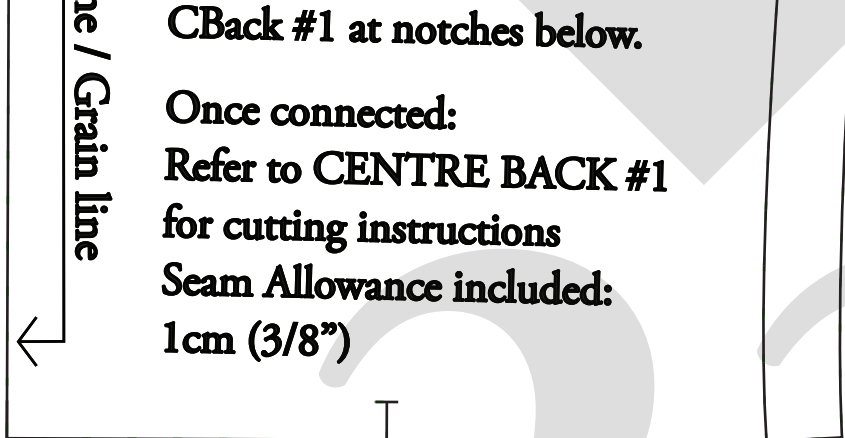 CBack #1 at notches below.
Once connected:
Refer to CENTRE BACK #1
for cutting instructions
Seam Allowance included:
1cm (3/8”)
/ Grain line